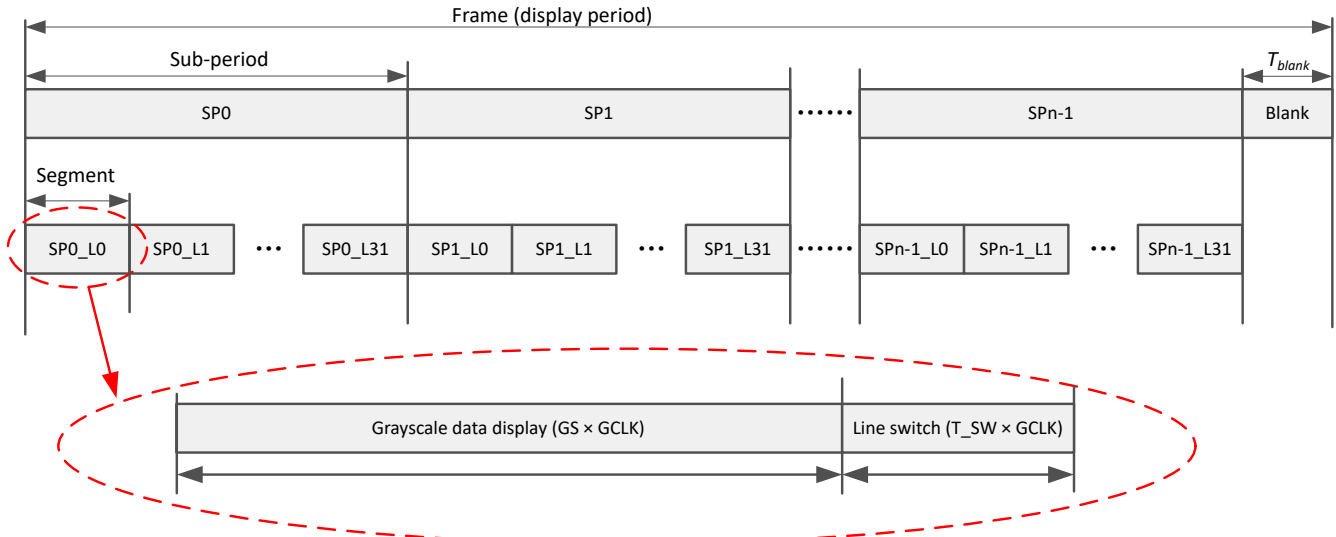 Frame (display period)
Sub-period
T_blank
SP0
SP1
......
SPn-1
Blank
Segment
SP0_L0
SP0_L1
...
SP0_L31
SP1_L0
SP1_L1
...
SP1_L31
......
SPn-1_L0
SPn-1_L1
...
SPn-1_L31
Grayscale data display (GS × GCLK)
Line switch (T_SW × GCLK)